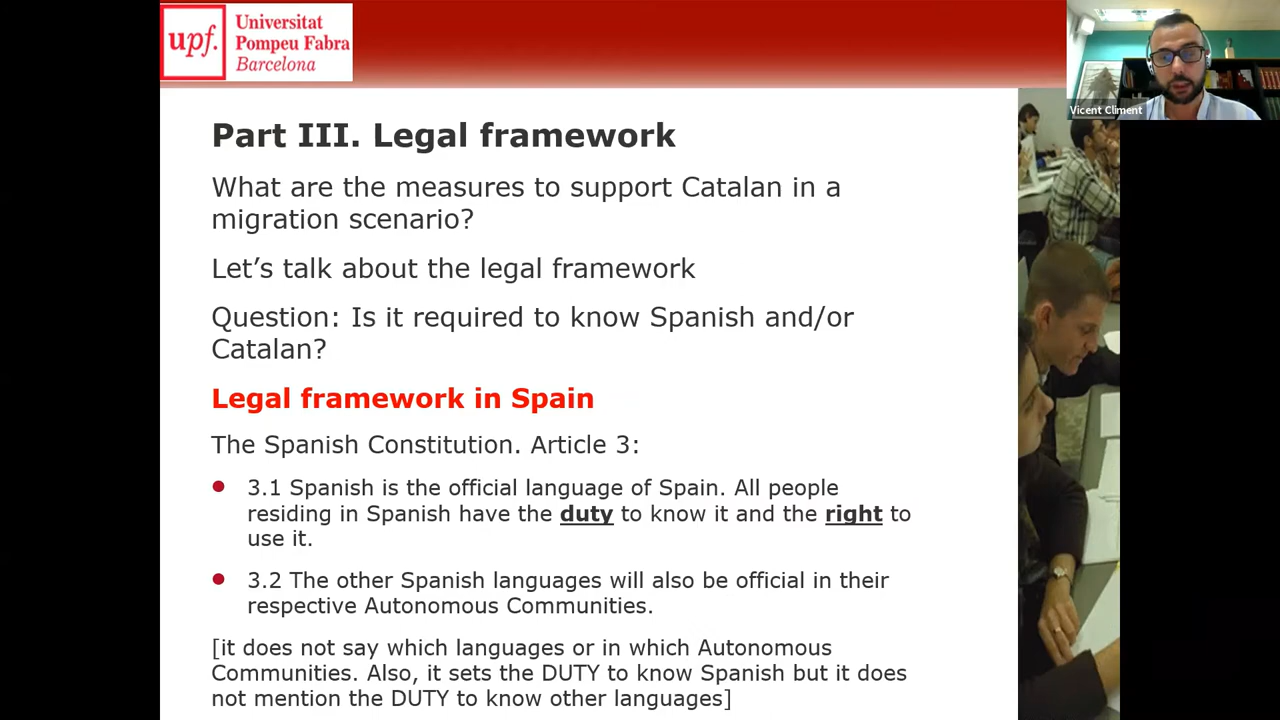 upf.
Universitat
Pompeu Fabra
Barcelona
Vicent Climent
Part III. Legal framework
What are the measures to support Catalan in a
migration scenario?
Let’s talk about the legal framework
Question: Is it required to know Spanish and/or
Catalan?
Legal framework in Spain
The Spanish Constitution. Article 3:
3.1 Spanish is the official language of Spain. All people
residing in Spanish have the duty to know it and the right to
use it.
3.2 The other Spanish languages will also be official in their
respective Autonomous Communities.
[it does not say which languages or in which Autonomous
Communities. Also, it sets the DUTY to know Spanish but it does
not mention the DUTY to know other languages]